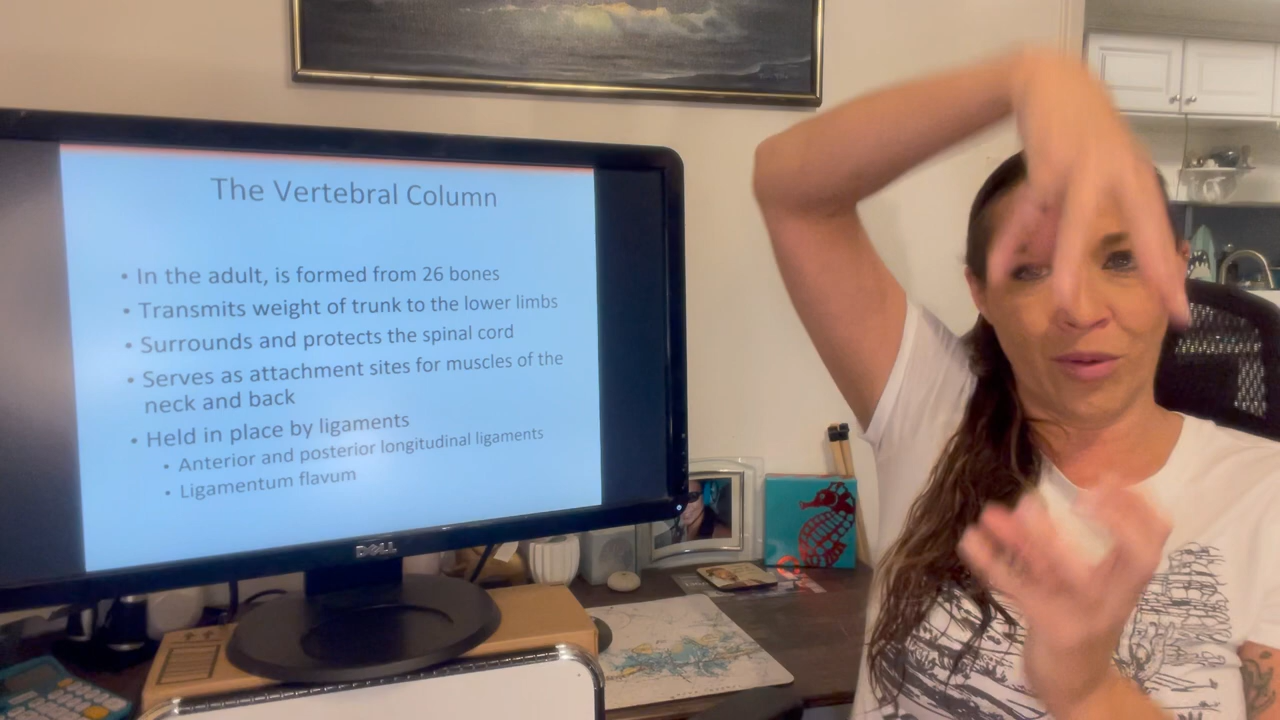 The Vertebral Column
• In the adult, is formed from 26 bones
• Transmits weight of trunk to the lower limbs
• Surrounds and protects the spinal cord
• Serves as attachment sites for muscles of the
neck and back
• Held in place by ligaments
• Anterior and posterior longitudinal ligaments
• Ligamentum flavum
DELL